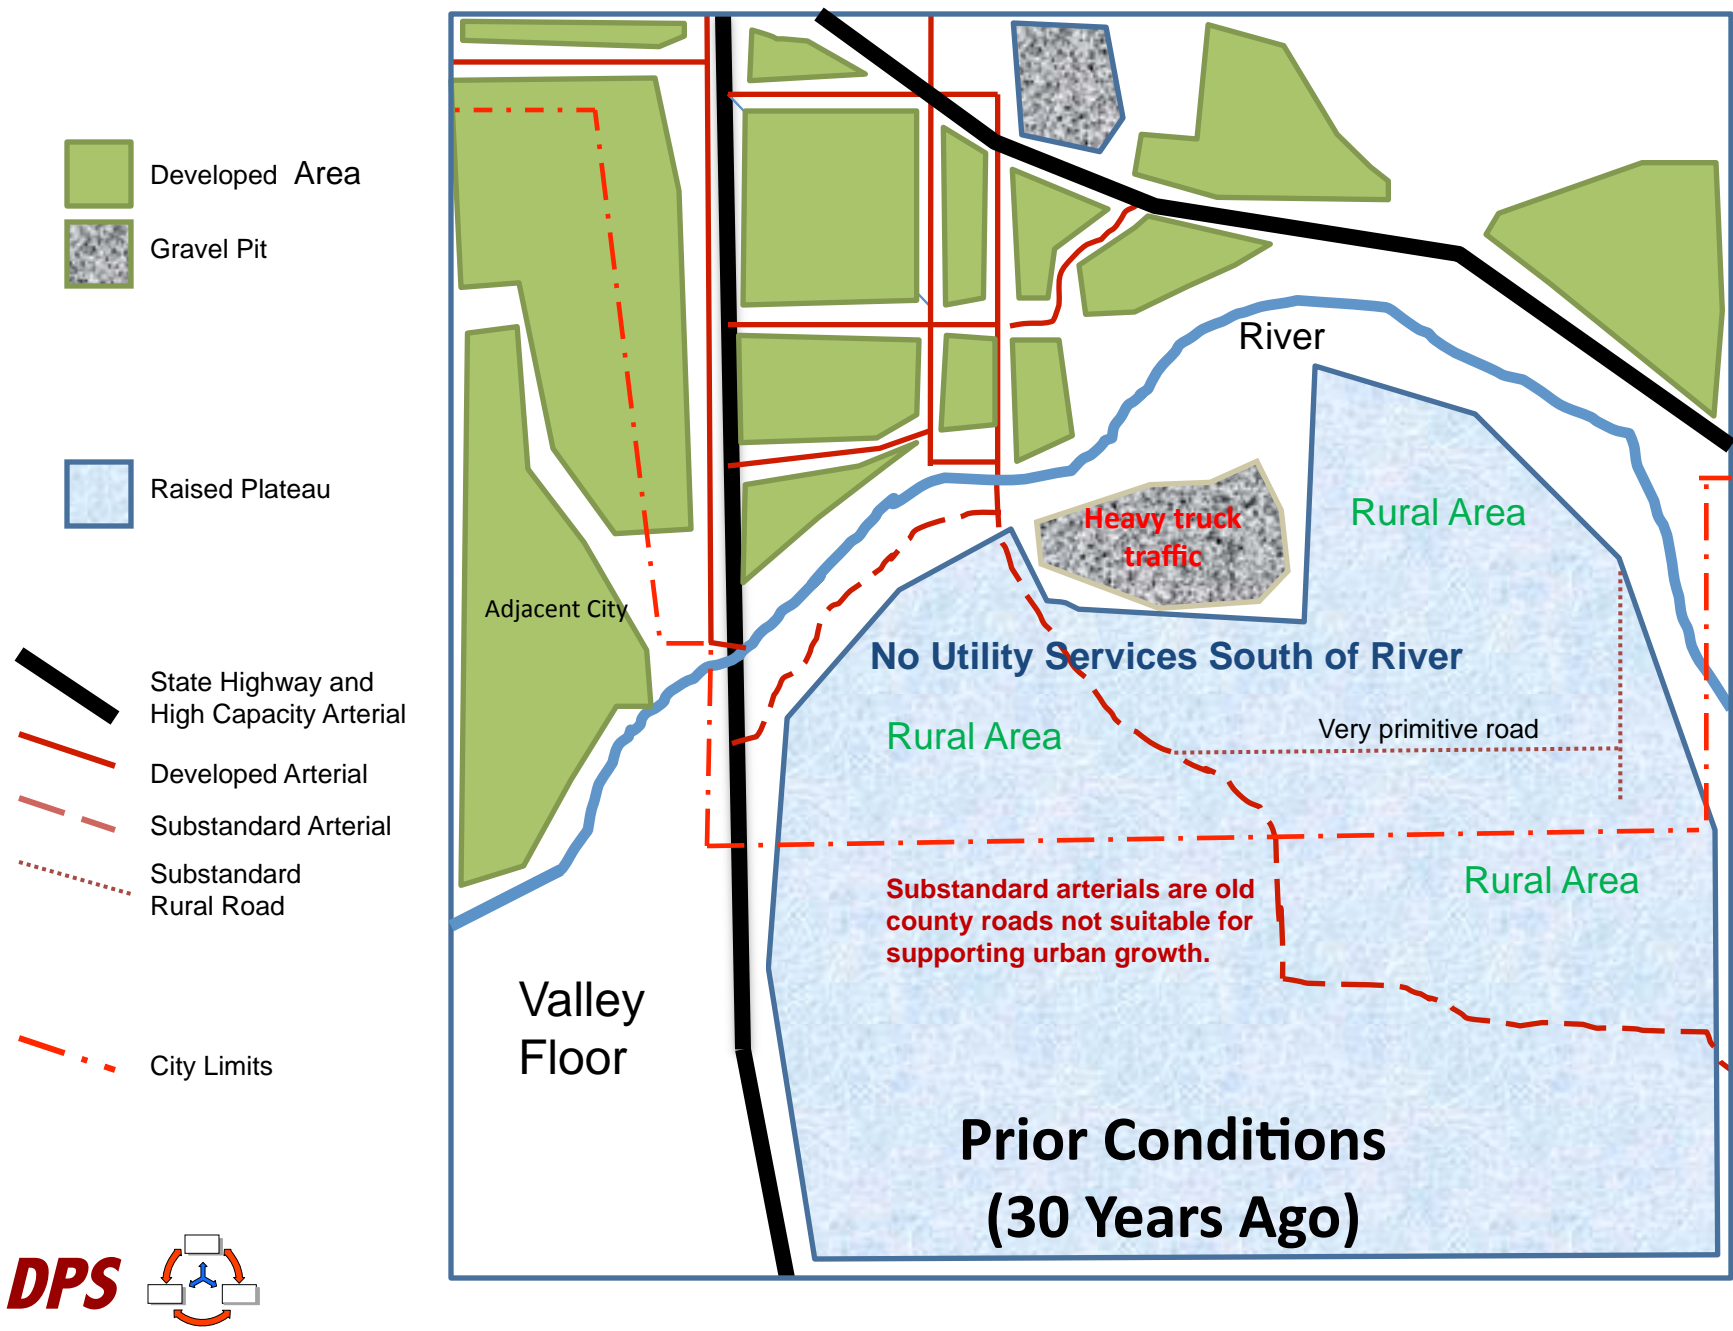 Developed Area
Gravel Pit
Raised Plateau
State Highway and
High Capacity Arterial
Developed Arterial
Substandard Arterial
Substandard
Rural Road
City Limits
DPS
River
Heavy truck
traffic
Rural Area
Adjacent City
No Utility Services South of River
Rural Area
Very primitive road
Substandard arterials are old
county roads not suitable for
supporting urban growth.
Rural Area
Valley
Floor
Prior Conditions
(30 Years Ago)